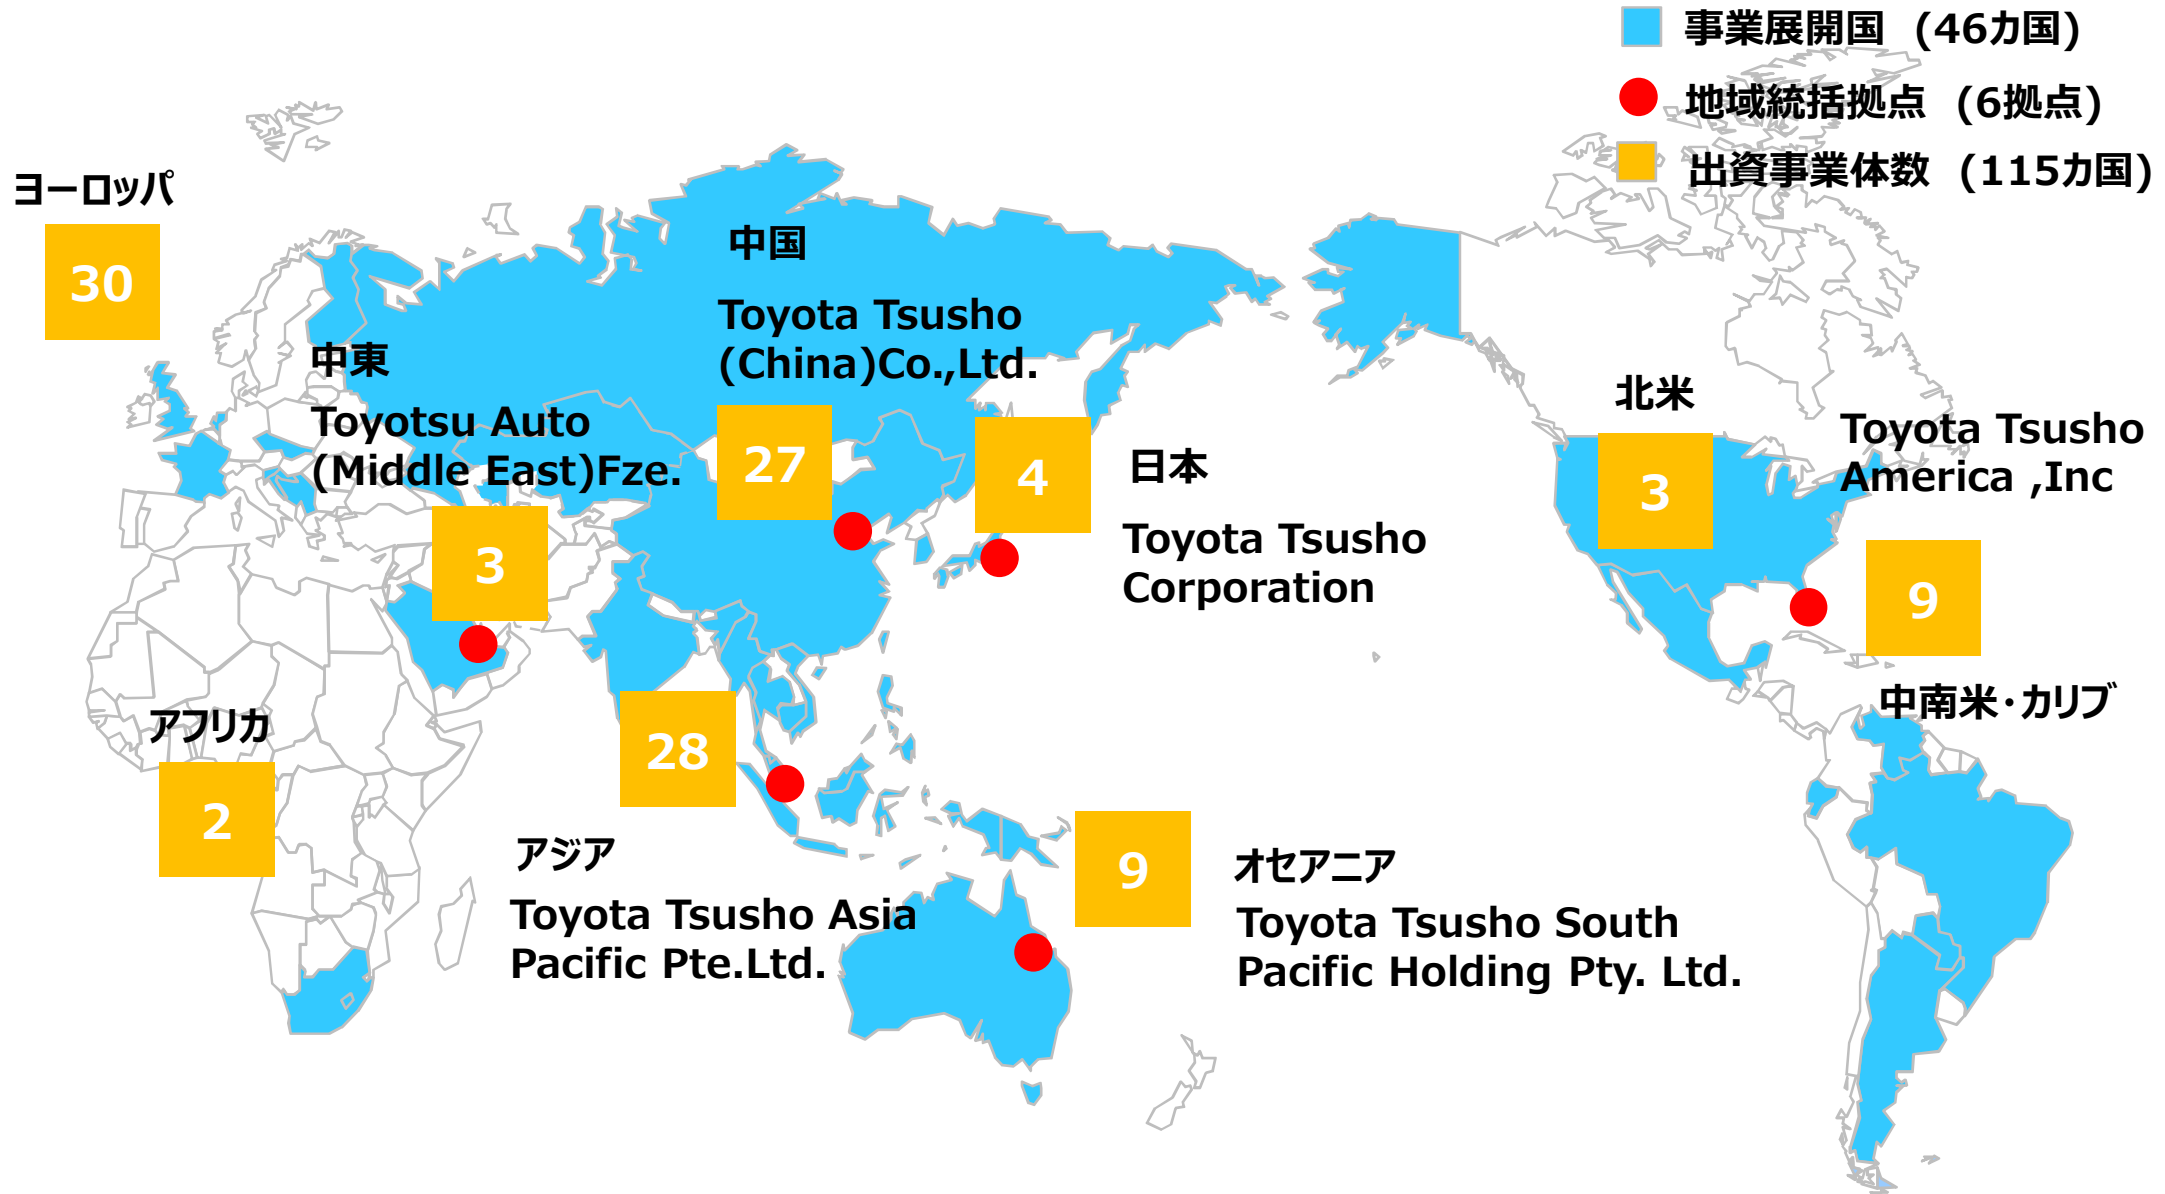 事業展開国 (46カ国)
地域統括拠点 (6拠点)
出資事業体数 (115カ国)
ヨーロッパ
30
中国
Toyota Tsusho
(China)Co.,Ltd.
27
中東
Toyotsu Auto
(Middle East)Fze.
3
4
日本
Toyota Tsusho
Corporation
北米
3
Toyota Tsusho
America ,Inc
9
中南米・カリブ
アフリカ
2
28
アジア
Toyota Tsusho Asia
Pacific Pte.Ltd.
9
オセアニア
Toyota Tsusho South
Pacific Holding Pty. Ltd.